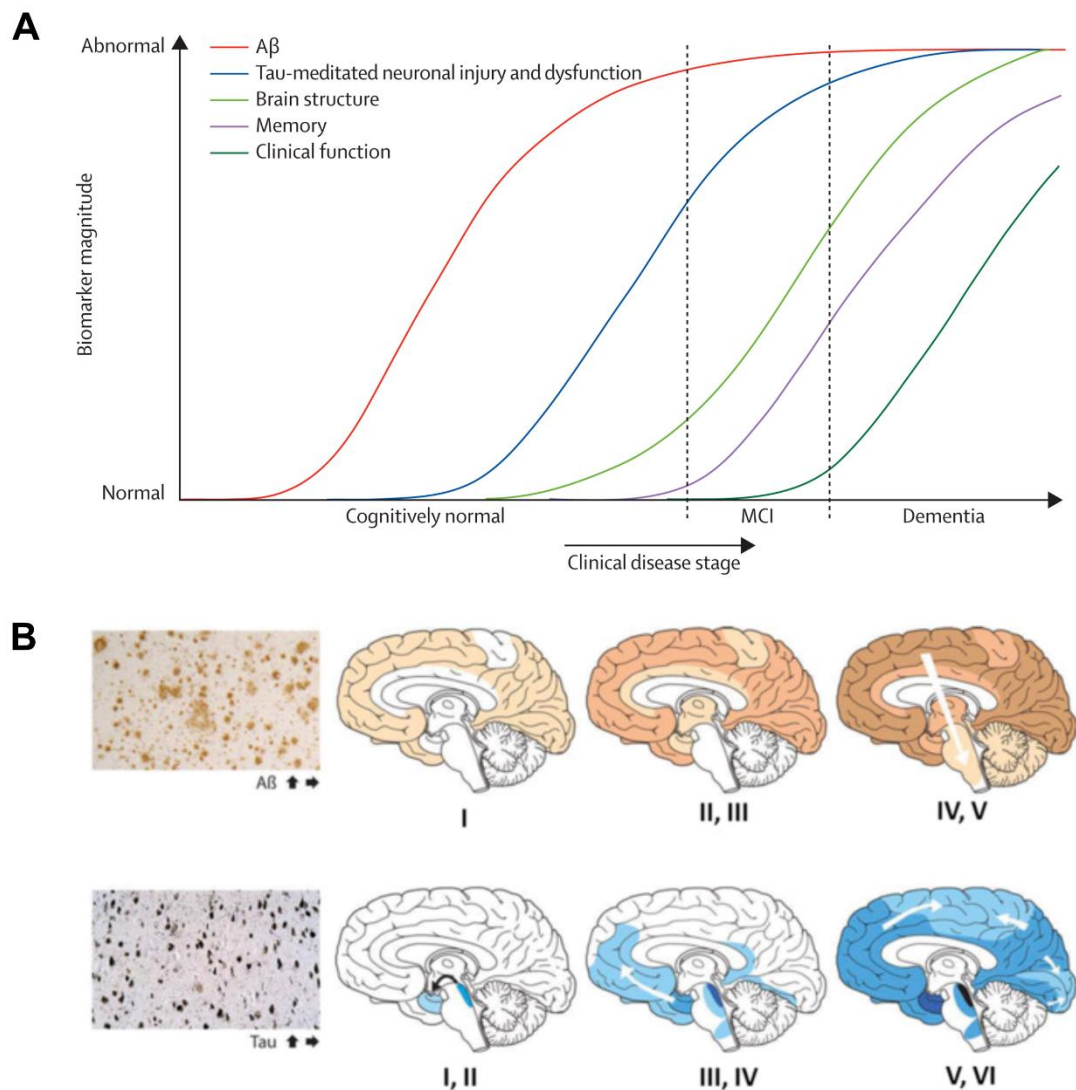 A
Abnormal
Aβ
Tau-meditated neuronal injury and dysfunction
Brain structure
Memory
Clinical function
Biomarker magnitude
Normal
Cognitively normal
MCI
Dementia
Clinical disease stage
B
Aß
I
II, III
IV, V
Tau
I, II
III, IV
V, VI